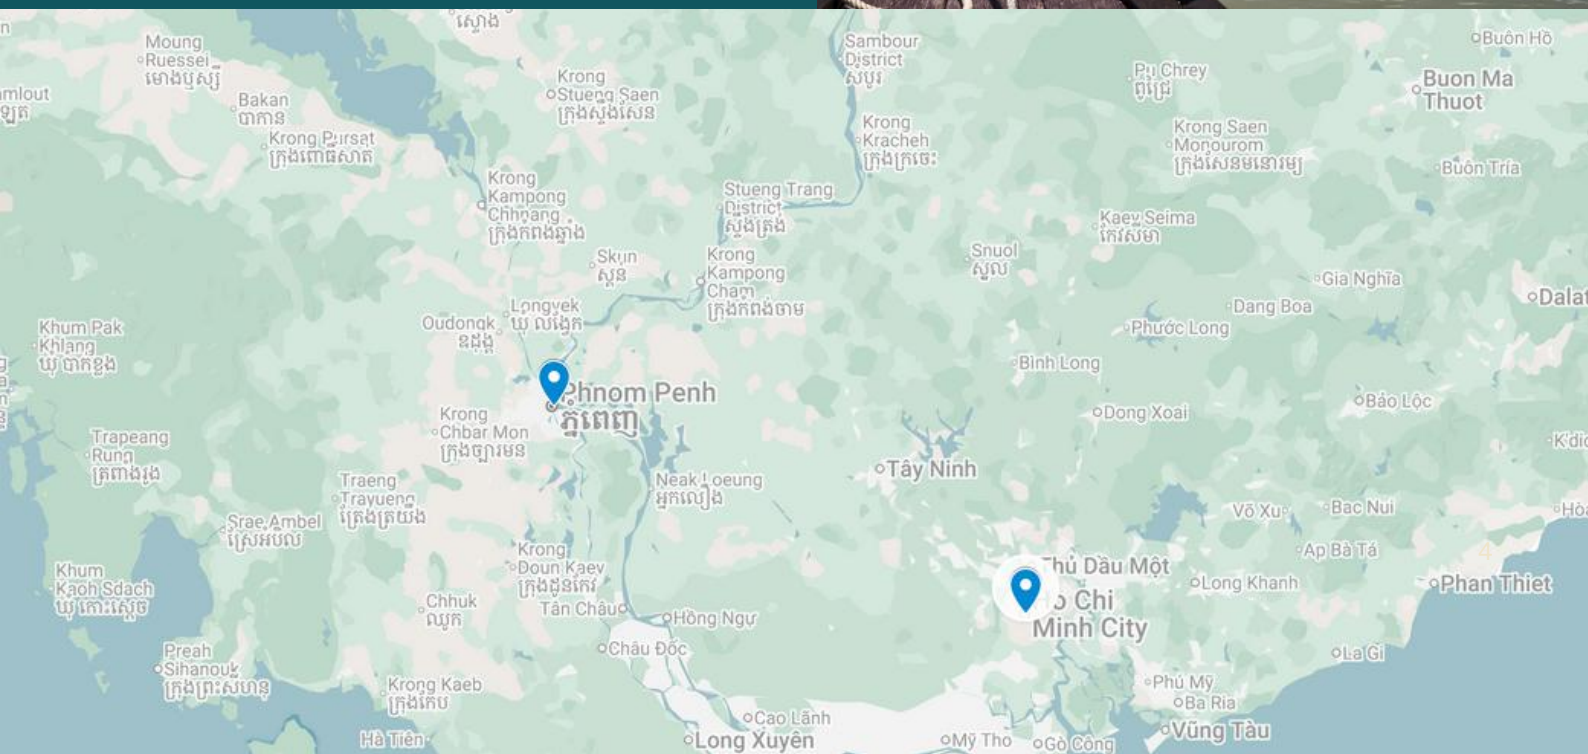 ស្ទោង
Moung
Ruessei
មោងឫស្សី
Sambour
District
សំបូរ
Buôn Hồ
Krong
Stueng Saen
ក្រុងស្ទឹងសែន
Pu Chrey
ពូជ្រៃ
Buon Ma
Thuot
Bakan
បាកាន
Krong Pursat
ក្រុងពោធិ៍សាត់
Krong
Kracheh
ក្រុងក្រចេះ
Krong Saen
Monourom
ក្រុងសែនមនោរម្យ
Buôn Tría
Krong
Kampong
Chhnang
ក្រុងកំពង់ឆ្នាំង
Stueng Trang
District
ស្ទឹងត្រង់
Kaev Seima
កែវសីមា
Skun
ស្គន់
Krong
Kampong
Cham
ក្រុងកំពង់ចាម
Snuol
ស្នួល
Gia Nghĩa
Dalat
Dang Boa
Longvek
ឃុំ លង្វែក
Oudongk
ឧដុង្គ
Khum Pak
Khlang
ឃុំ បាក់ខ្លង
Phước Long
Bình Long
Phnom Penh
ភ្នំពេញ
Bảo Lộc
Krong
Chbar Mon
ក្រុងច្បារមន
Dong Xoai
Trapeang
Rung
ត្រពាំងរូង
Tây Ninh
Traeng
Trayueng
ត្រែងត្រយឹង
Neak Loeung
អ្នកលឿង
Srae Ambel
ស្រែអំបិល
Võ Xu
Bac Nui
Krong
Doun Kaev
ក្រុងដូនកែវ
Ap Bà Tá
4
Khum
Kaoh Sdach
ឃុំ កោះស្ដេច
Thủ Dầu Một
Long Khanh
Phan Thiet
Chhuk
ឈូក
Tân Châu
Hồng Ngự
Ho Chi
Minh City
Châu Đốc
La Gi
Preah
Sihanouk
ក្រុងព្រះសីហនុ
Krong Kaeb
ក្រុងកែប
Phú Mỹ
Ba Ria
Cao Lãnh
Vũng Tàu
Hà Tiên
Long Xuyên
Mỹ Tho
Gò Công